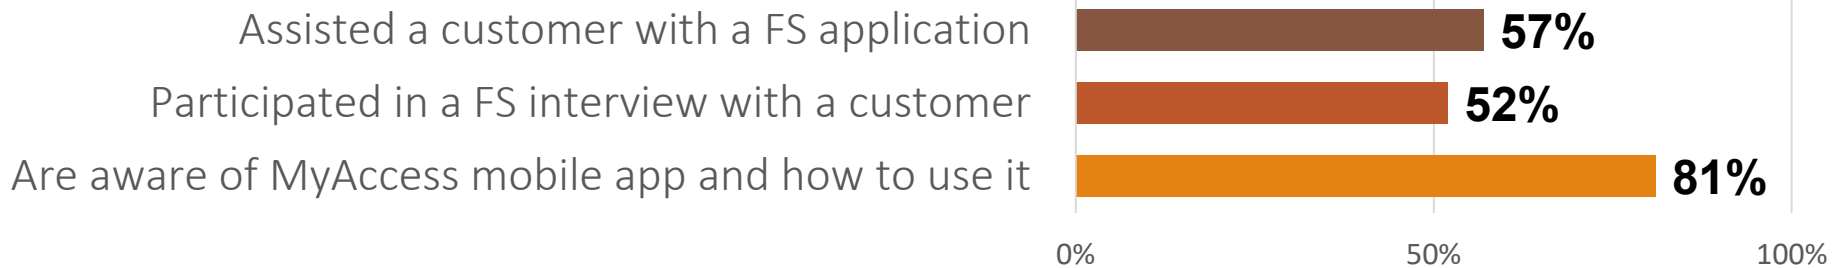 Assisted a customer with a FS application 57%
Participated in a FS interview with a customer 52%
Are aware of MyAccess mobile app and how to use it 81%
0% 50% 100%